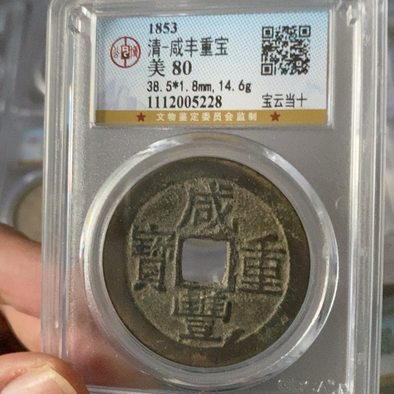 1853
清-咸丰重宝
美 80
38.5*1.8mm,14.6g
1112005228
宝云当十
★ 文物鉴定委员会监制 ★
咸
寶 重
豐